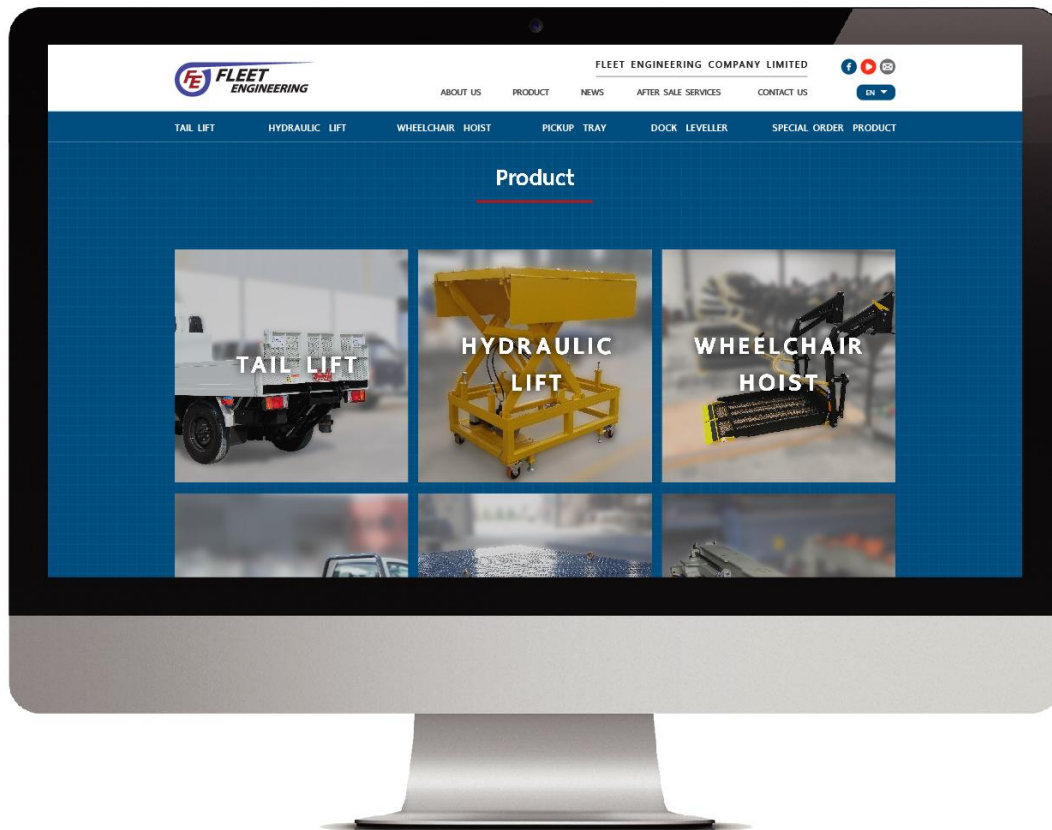 FE FLEET
ENGINEERING
FLEET ENGINEERING COMPANY LIMITED
ABOUT US PRODUCT NEWS AFTER SALE SERVICES CONTACT US EN
TAIL LIFT HYDRAULIC LIFT WHEELCHAIR HOIST PICKUP TRAY DOCK LEVELLER SPECIAL ORDER PRODUCT
Product
TAIL LIFT
HYDRAULIC
LIFT
WHEELCHAIR
HOIST